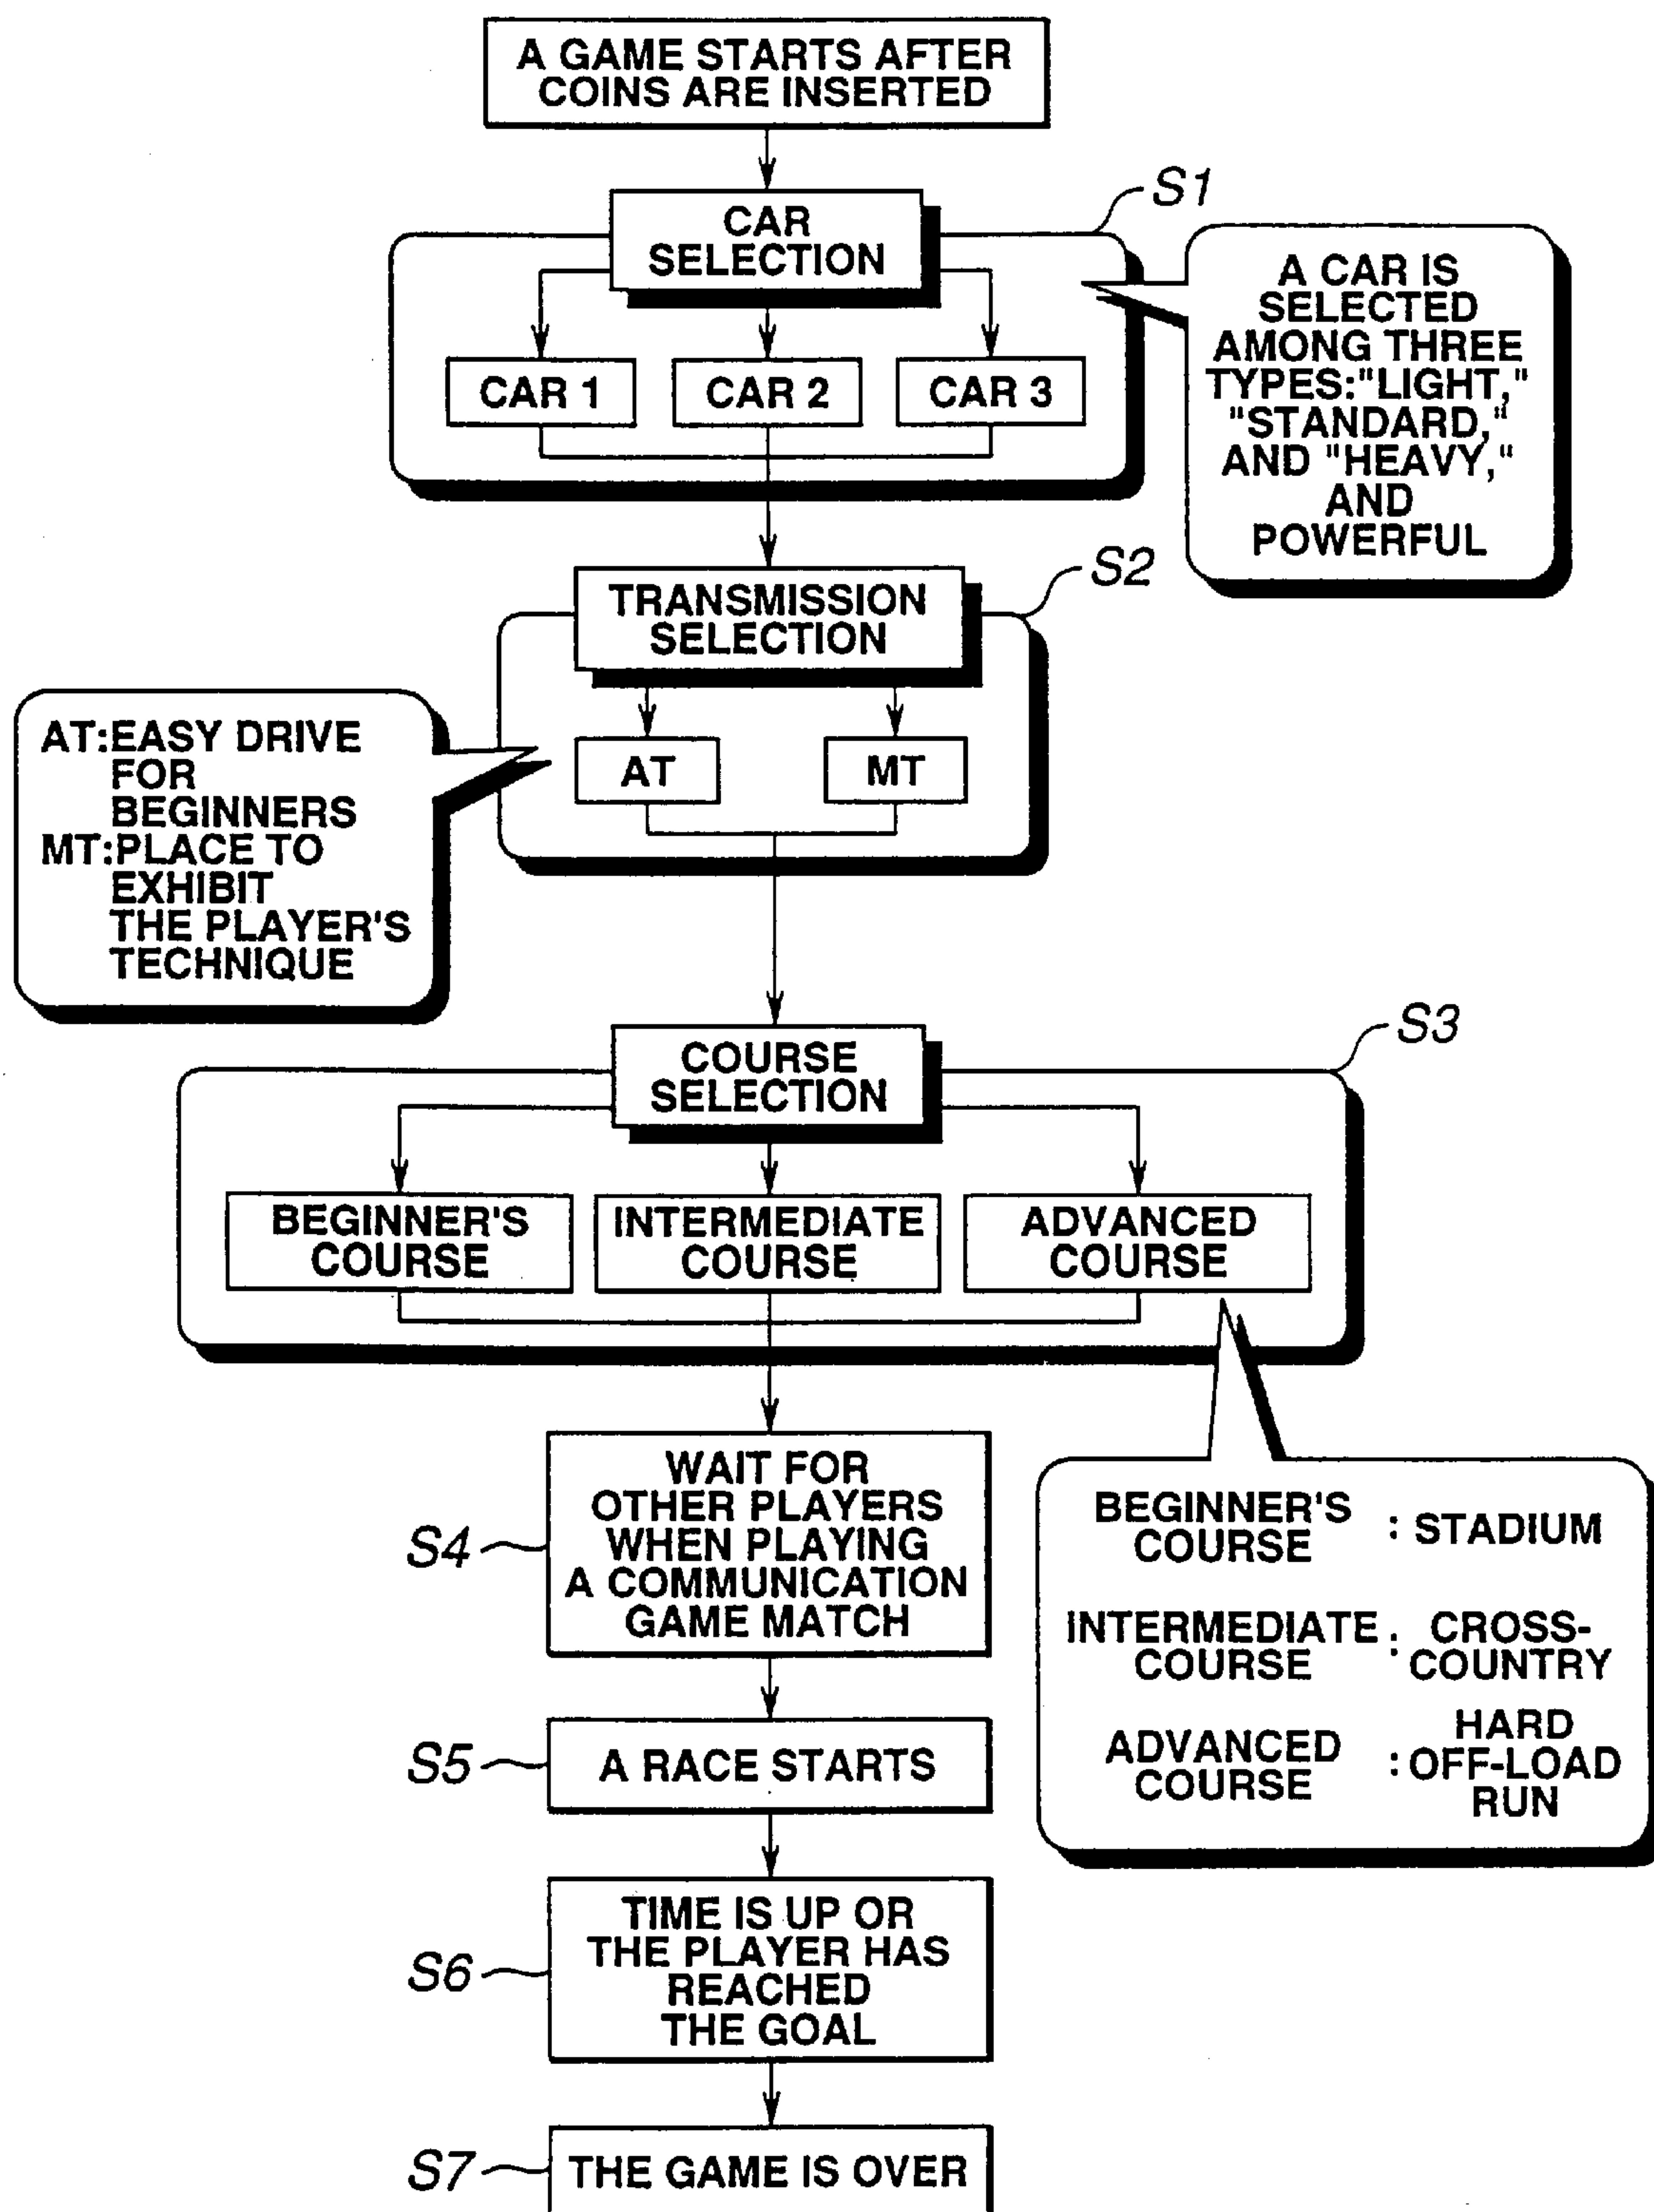 A GAME STARTS AFTER
COINS ARE INSERTED
S1
CAR
SELECTION
CAR 1
CAR 2
CAR 3
A CAR IS
SELECTED
AMONG THREE
TYPES:"LIGHT,"
"STANDARD,"
AND "HEAVY,"
AND
POWERFUL
S2
TRANSMISSION
SELECTION
AT
MT
AT:EASY DRIVE
FOR
BEGINNERS
MT:PLACE TO
EXHIBIT
THE PLAYER'S
TECHNIQUE
S3
COURSE
SELECTION
BEGINNER'S
COURSE
INTERMEDIATE
COURSE
ADVANCED
COURSE
BEGINNER'S
COURSE
: STADIUM
INTERMEDIATE
COURSE
: CROSS-
COUNTRY
ADVANCED
COURSE
HARD
: OFF-LOAD
RUN
S4
WAIT FOR
OTHER PLAYERS
WHEN PLAYING
A COMMUNICATION
GAME MATCH
S5
A RACE STARTS
S6
TIME IS UP OR
THE PLAYER HAS
REACHED
THE GOAL
S7
THE GAME IS OVER